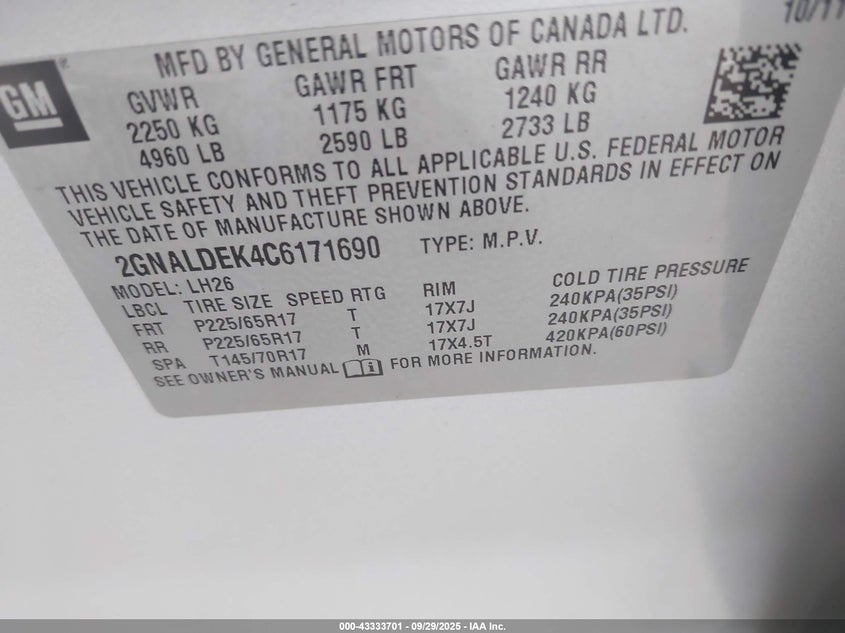 10/11
MFD BY GENERAL MOTORS OF CANADA LTD.
GM®
GVWR GAWR FRT GAWR RR
2250 KG 1175 KG 1240 KG
4960 LB 2590 LB 2733 LB
THIS VEHICLE CONFORMS TO ALL APPLICABLE U.S. FEDERAL MOTOR
VEHICLE SAFETY AND THEFT PREVENTION STANDARDS IN EFFECT ON
THE DATE OF MANUFACTURE SHOWN ABOVE.
2GNALDEK4C6171690 TYPE: M.P.V.
MODEL: LH26
LBCL TIRE SIZE SPEED RTG RIM COLD TIRE PRESSURE
FRT P225/65R17 T 17X7J 240KPA(35PSI)
RR P225/65R17 T 17X7J 240KPA(35PSI)
SPA T145/70R17 M 17X4.5T 420KPA(60PSI)
SEE OWNER'S MANUAL i FOR MORE INFORMATION.
000-43333701 - 09/29/2025 - IAA Inc.